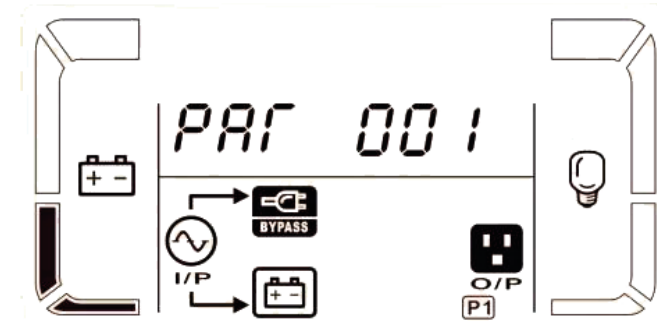 PAR 001
+ -
BYPASS
I/P
+ -
O/P
P1